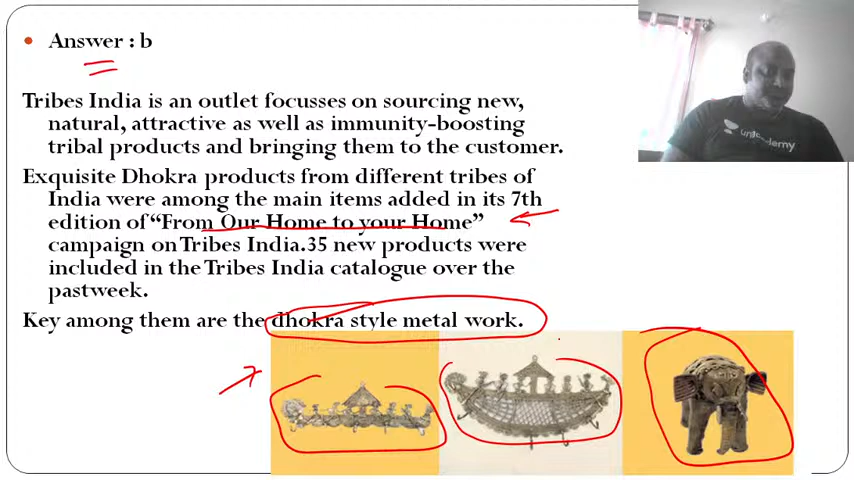 Answer : b
Tribes India is an outlet focusses on sourcing new,
natural, attractive as well as immunity-boosting
tribal products and bringing them to the customer.
Exquisite Dhokra products from different tribes of
India were among the main items added in its 7th
edition of “From Our Home to your Home”
campaign on Tribes India.35 new products were
included in the Tribes India catalogue over the
pastweek.
Key among them are the dhokra style metal work.